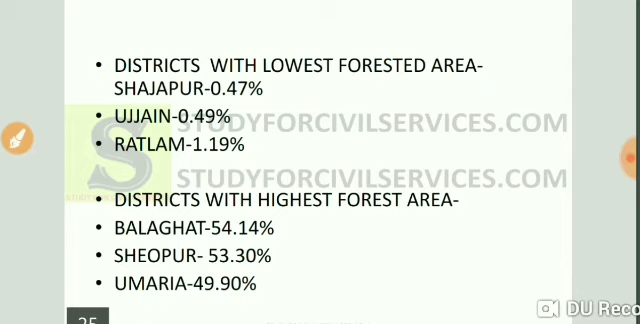 • DISTRICTS WITH LOWEST FORESTED AREA-
SHAJAPUR-0.47%
• UJJAIN-0.49%
• RATLAM-1.19%
STUDYFORCIVILSERVICES.COM
S
STUDYFORCIVILSERVICES.COM
• DISTRICTS WITH HIGHEST FOREST AREA-
• BALAGHAT-54.14%
• SHEOPUR- 53.30%
• UMARIA-49.90%
25
DU Reco